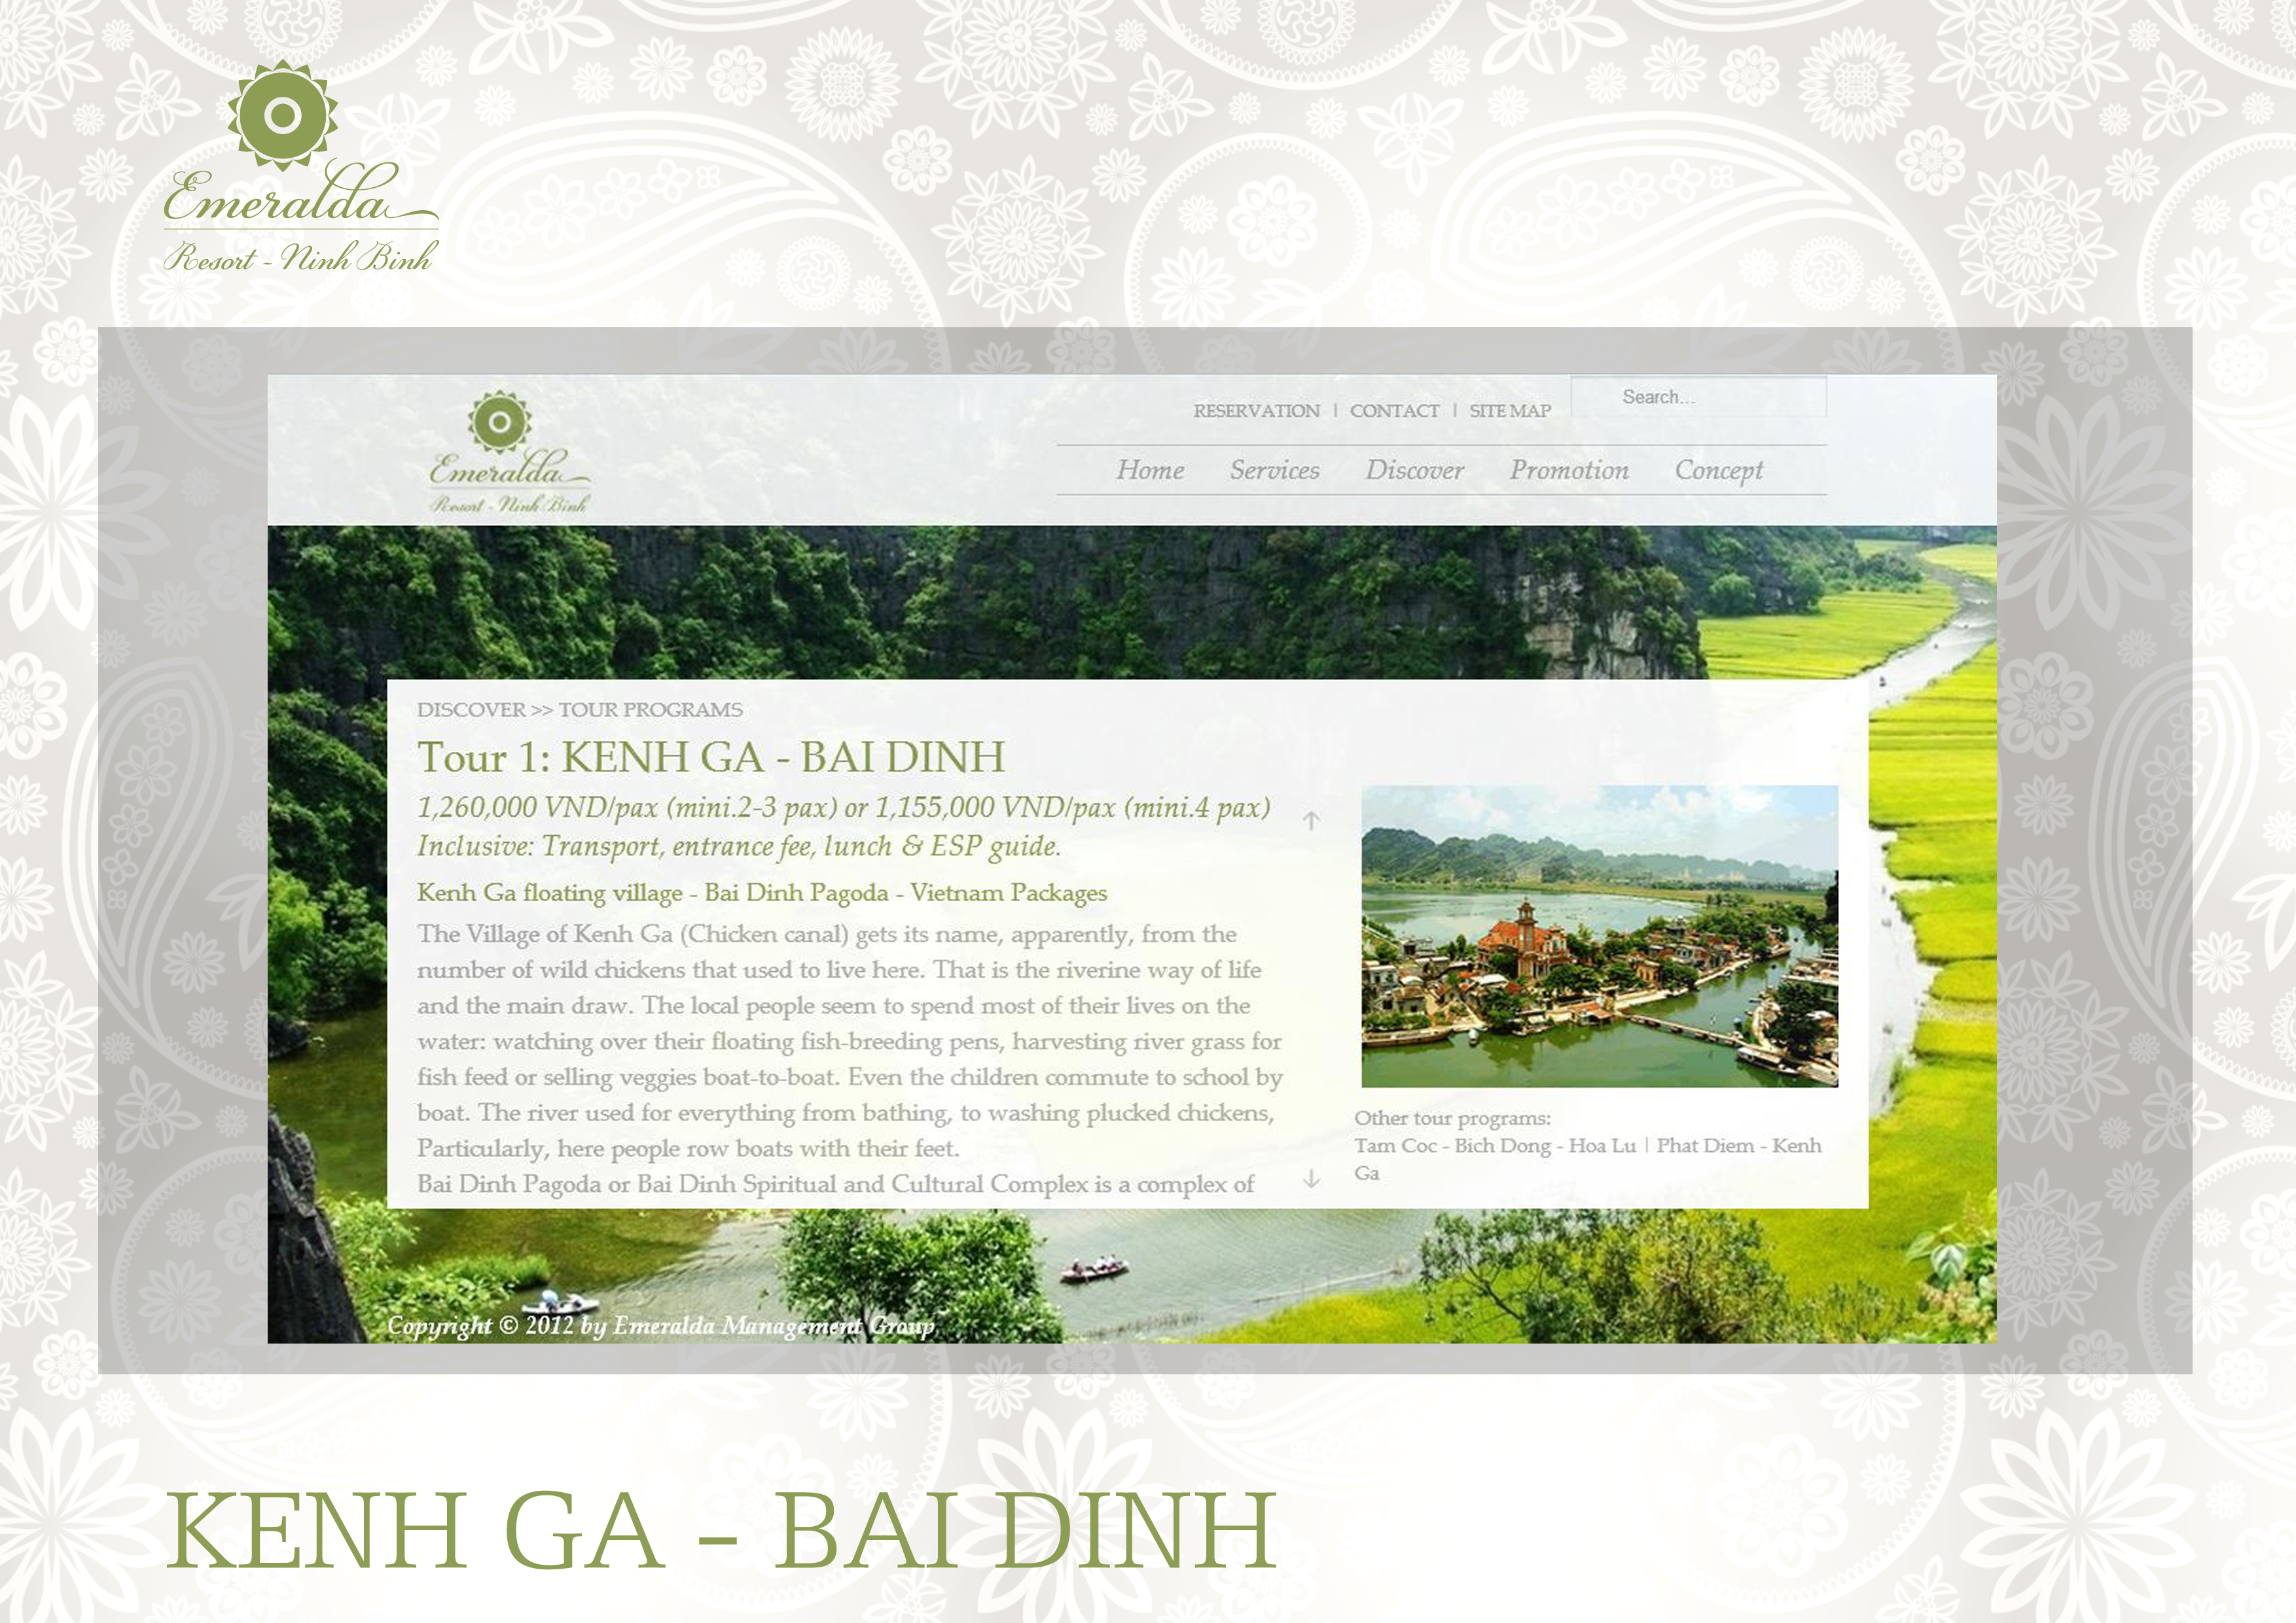 Emeralda
Resort - Ninh Binh
Emeralda
Resort - Ninh Binh
RESERVATION | CONTACT | SITE MAP
Search...
Home Services Discover Promotion Concept
DISCOVER >> TOUR PROGRAMS
Tour 1: KENH GA - BAI DINH
1,260,000 VND/pax (mini.2-3 pax) or 1,155,000 VND/pax (mini.4 pax)
Inclusive: Transport, entrance fee, lunch & ESP guide.
Kenh Ga floating village - Bai Dinh Pagoda - Vietnam Packages
The Village of Kenh Ga (Chicken canal) gets its name, apparently, from the
number of wild chickens that used to live here. That is the riverine way of life
and the main draw. The local people seem to spend most of their lives on the
water: watching over their floating fish-breeding pens, harvesting river grass for
fish feed or selling veggies boat-to-boat. Even the children commute to school by
boat. The river used for everything from bathing, to washing plucked chickens,
Particularly, here people row boats with their feet.
Bai Dinh Pagoda or Bai Dinh Spiritual and Cultural Complex is a complex of
Other tour programs:
Tam Coc - Bich Dong - Hoa Lu | Phat Diem - Kenh
Ga
Copyright © 2012 by Emeralda Management Group
KENH GA - BAI DINH